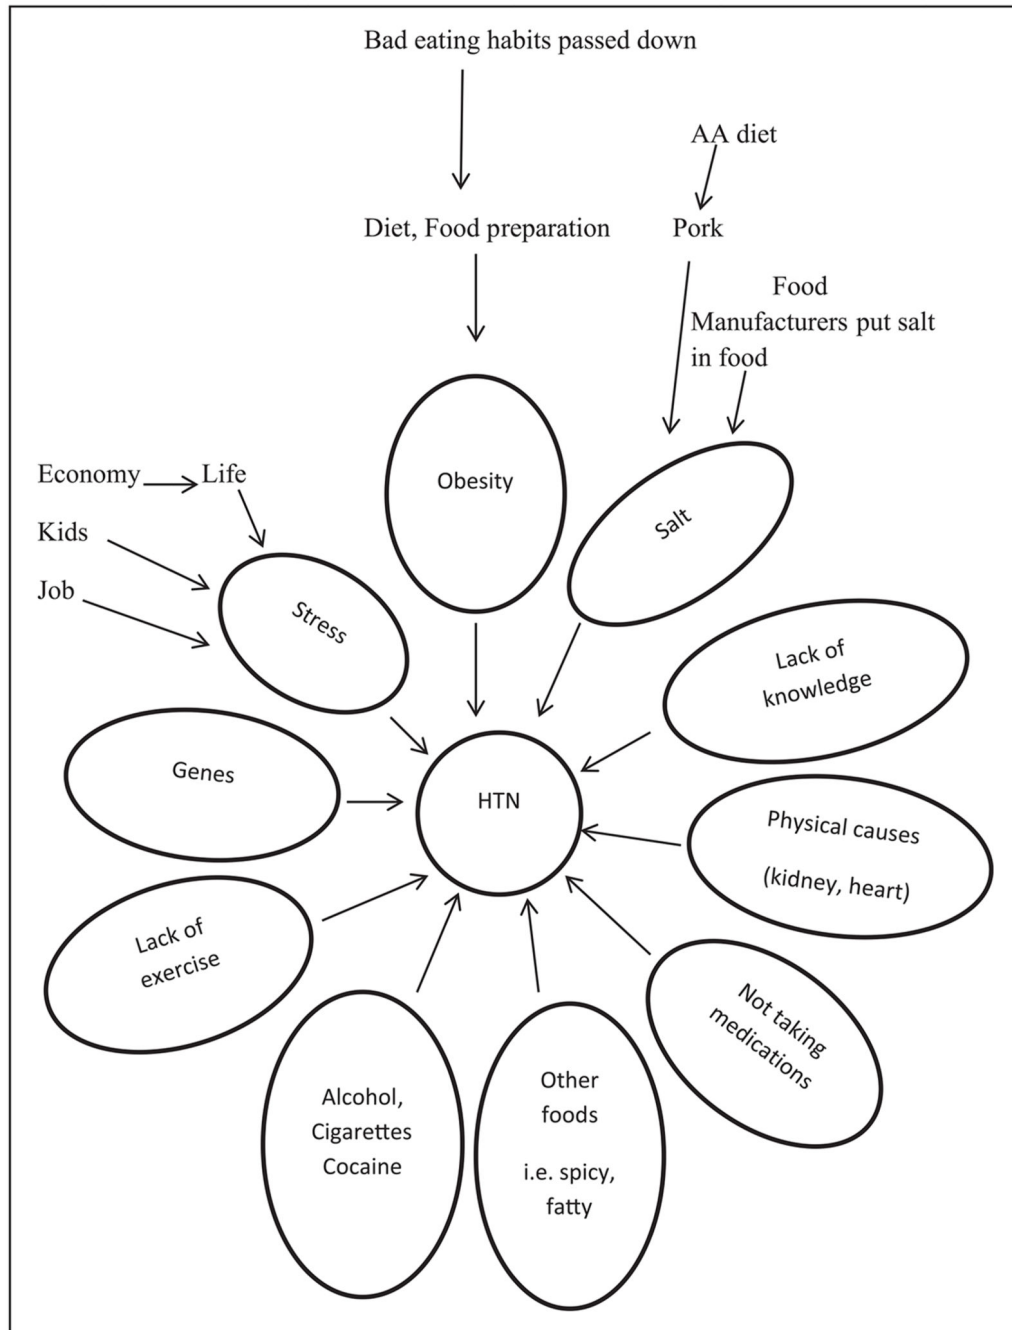 Bad eating habits passed down
AA diet
Diet, Food preparation
Pork
Food
Manufacturers put salt
in food
Economy
Life
Kids
Job
Obesity
Salt
Stress
Lack of
knowledge
Genes
HTN
Physical causes
(kidney, heart)
Lack of
exercise
Not taking
medications
Alcohol,
Cigarettes
Cocaine
Other
foods
i.e. spicy,
fatty